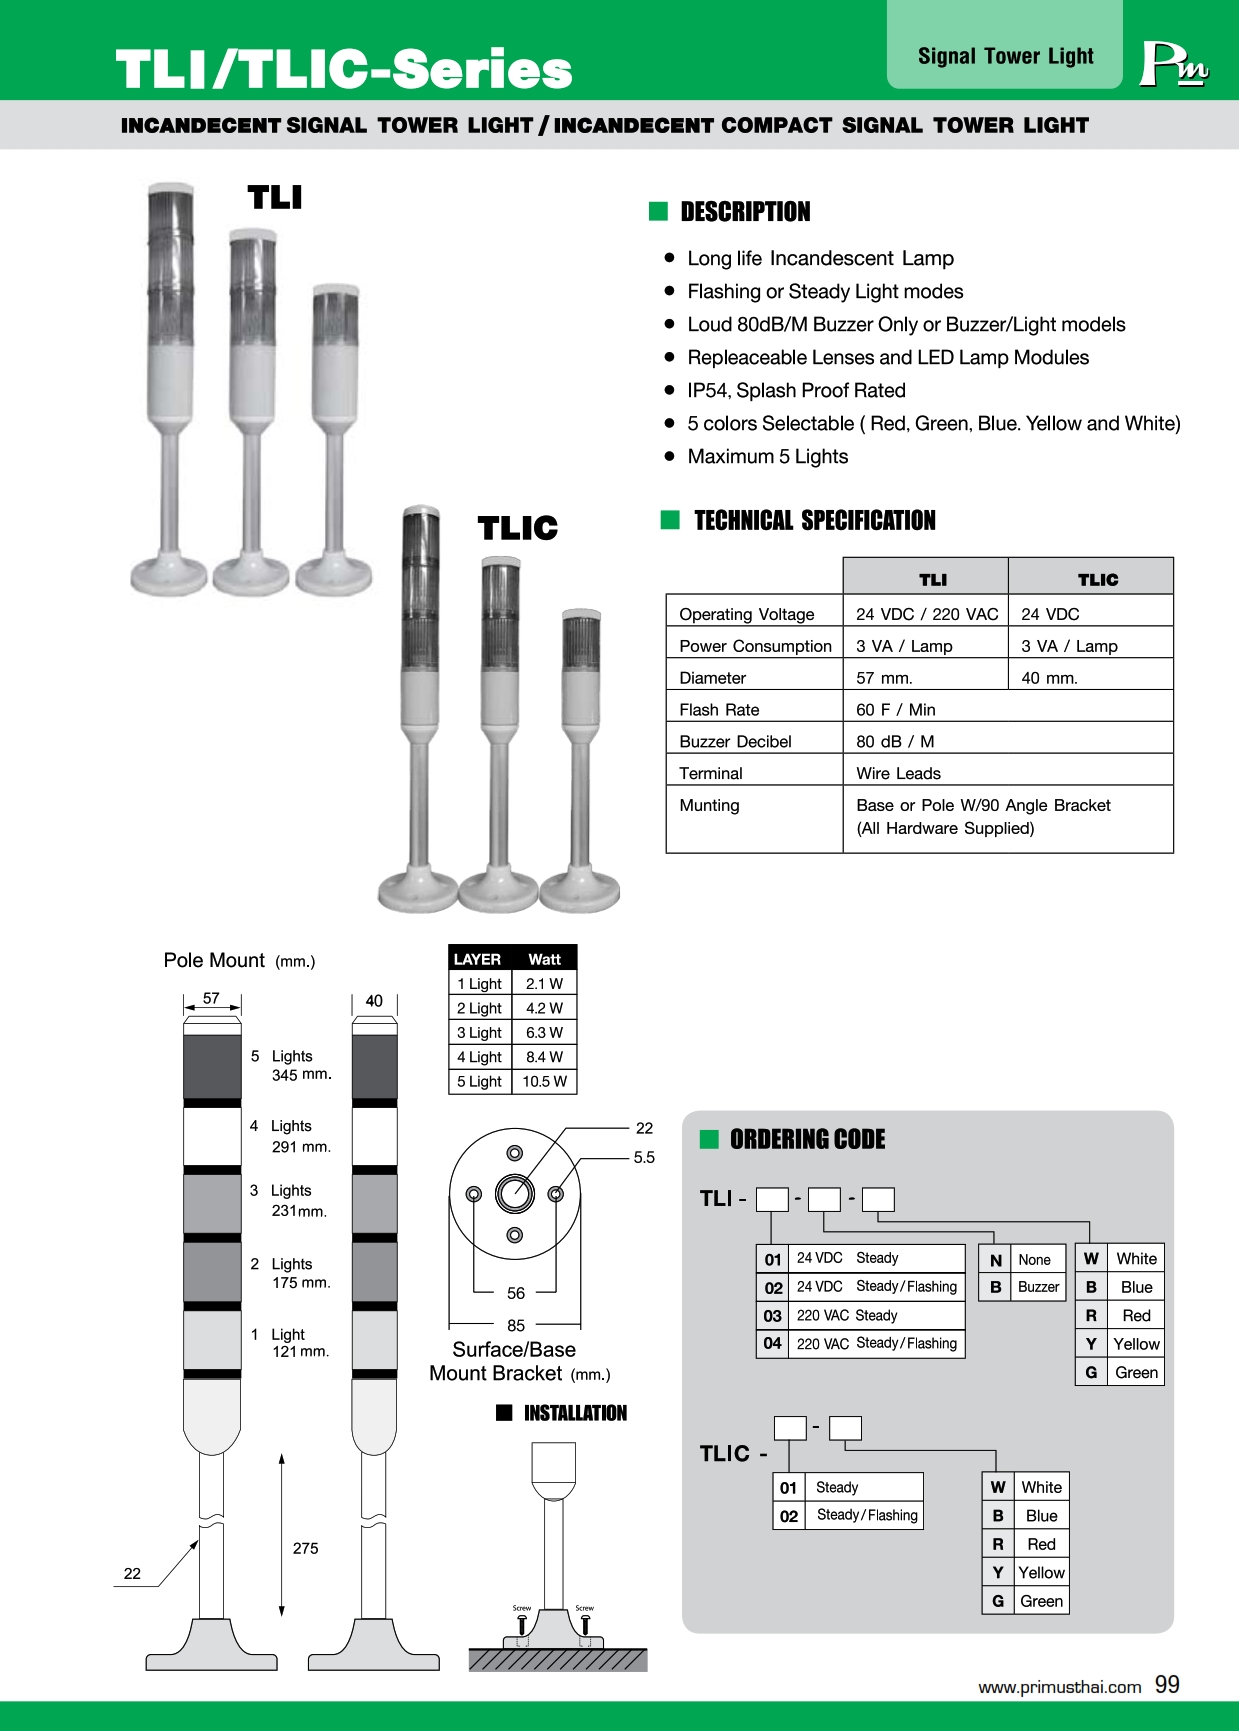 TLI/TLIC-Series
Signal Tower Light
Pm
INCANDECENT SIGNAL TOWER LIGHT / INCANDECENT COMPACT SIGNAL TOWER LIGHT
TLI
TLIC
DESCRIPTION
● Long life Incandescent Lamp
● Flashing or Steady Light modes
● Loud 80dB/M Buzzer Only or Buzzer/Light models
● Repleaceable Lenses and LED Lamp Modules
● IP54, Splash Proof Rated
● 5 colors Selectable ( Red, Green, Blue. Yellow and White)
● Maximum 5 Lights
TECHNICAL SPECIFICATION
TLI TLIC
Operating Voltage 24 VDC / 220 VAC 24 VDC
Power Consumption 3 VA / Lamp 3 VA / Lamp
Diameter 57 mm. 40 mm.
Flash Rate 60 F / Min
Buzzer Decibel 80 dB / M
Terminal Wire Leads
Munting Base or Pole W/90 Angle Bracket
(All Hardware Supplied)
Pole Mount (mm.)
57
40
5 Lights
345 mm.
4 Lights
291 mm.
3 Lights
231mm.
2 Lights
175 mm.
1 Light
121 mm.
275
22
LAYER Watt
1 Light 2.1 W
2 Light 4.2 W
3 Light 6.3 W
4 Light 8.4 W
5 Light 10.5 W
22
5.5
56
85
Surface/Base
Mount Bracket (mm.)
INSTALLATION
Screw Screw
ORDERING CODE
TLI - - -
01 24 VDC Steady
02 24 VDC Steady/Flashing
03 220 VAC Steady
04 220 VAC Steady/Flashing
N None
B Buzzer
W White
B Blue
R Red
Y Yellow
G Green
TLIC - -
01 Steady
02 Steady/Flashing
W White
B Blue
R Red
Y Yellow
G Green
www.primusthai.com 99